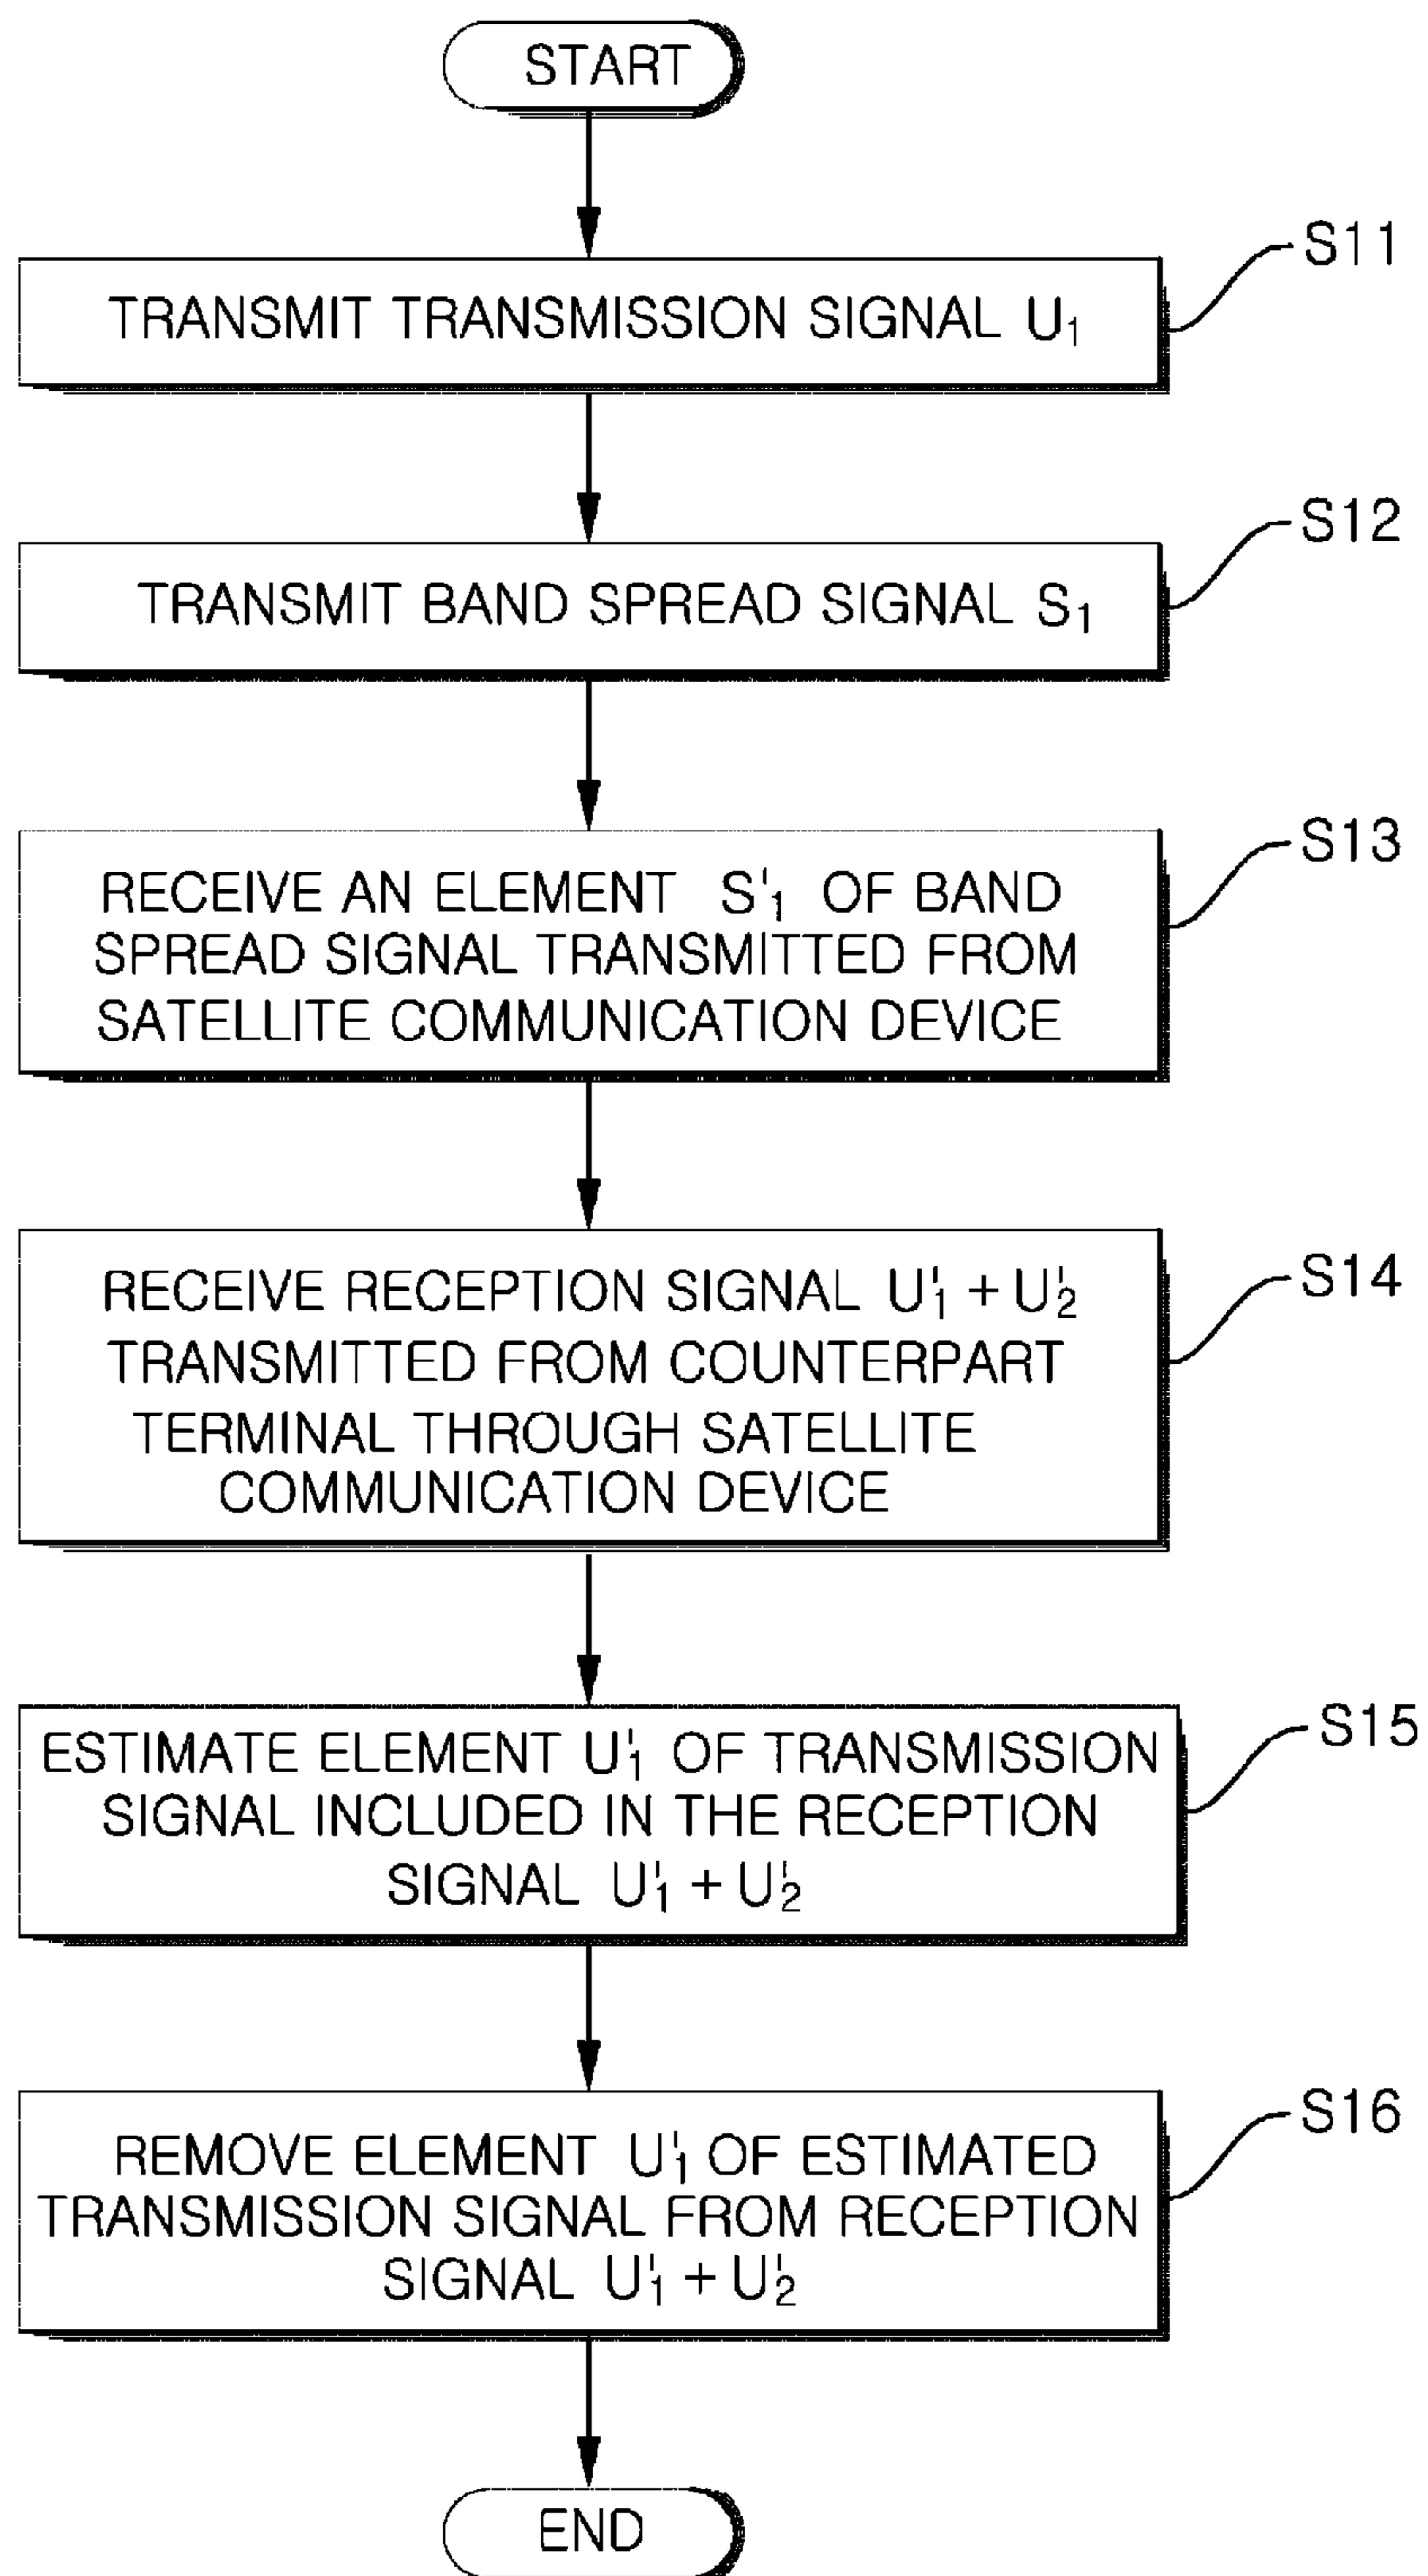 START
S11
TRANSMIT TRANSMISSION SIGNAL U₁
S12
TRANSMIT BAND SPREAD SIGNAL S₁
S13
RECEIVE AN ELEMENT S'₁ OF BAND
SPREAD SIGNAL TRANSMITTED FROM
SATELLITE COMMUNICATION DEVICE
S14
RECEIVE RECEPTION SIGNAL U'₁ + U'₂
TRANSMITTED FROM COUNTERPART
TERMINAL THROUGH SATELLITE
COMMUNICATION DEVICE
S15
ESTIMATE ELEMENT U'₁ OF TRANSMISSION
SIGNAL INCLUDED IN THE RECEPTION
SIGNAL U'₁ + U'₂
S16
REMOVE ELEMENT U'₁ OF ESTIMATED
TRANSMISSION SIGNAL FROM RECEPTION
SIGNAL U'₁ + U'₂
END